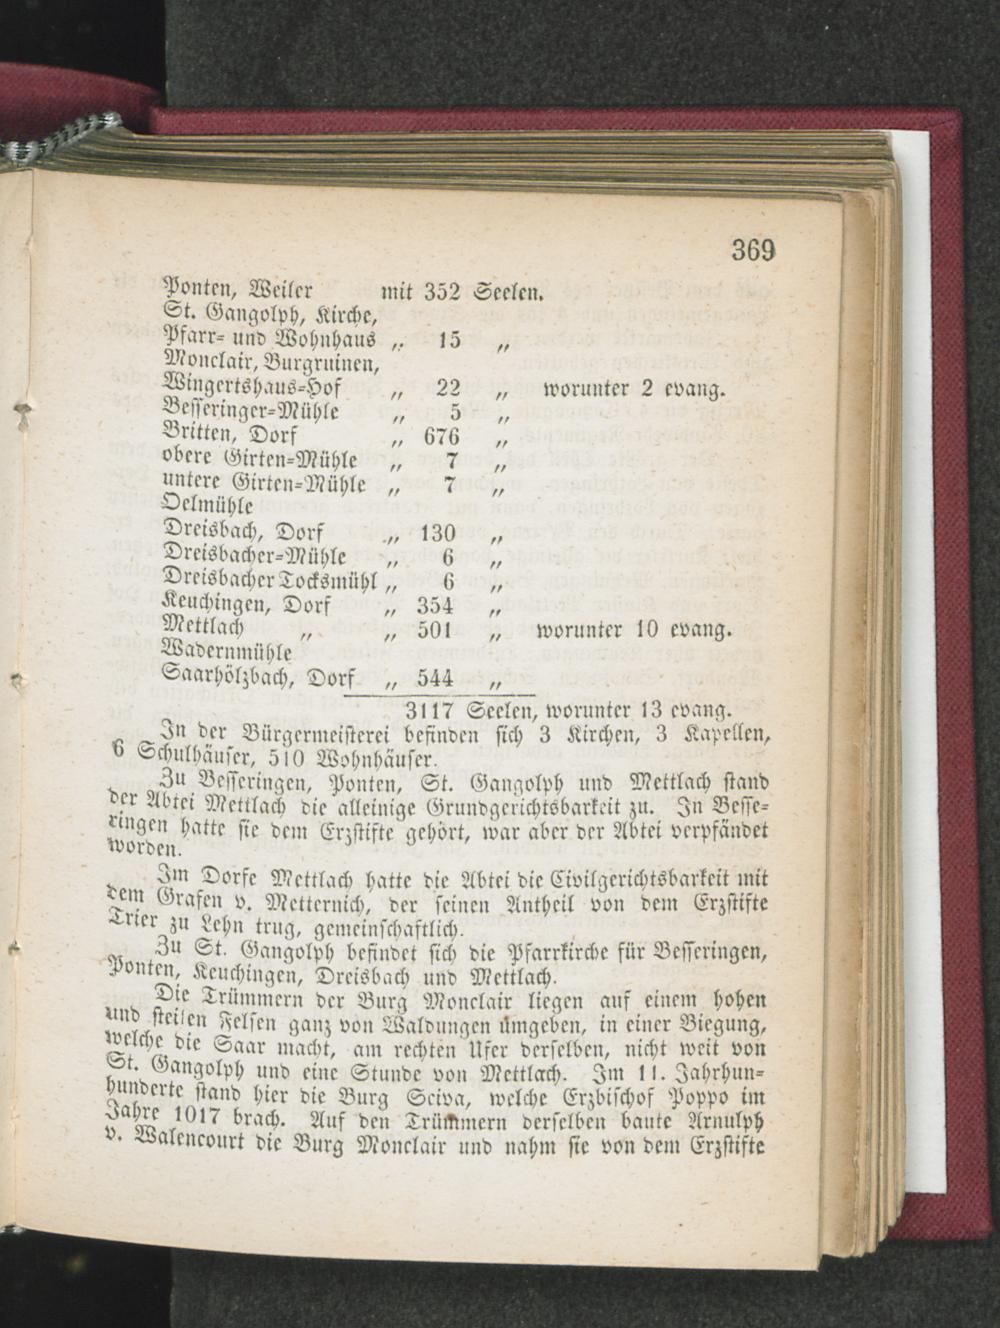 369
Ponten, Weiler mit 352 Seelen.
St. Gangolph, Kirche,
Pfarr- und Wohnhaus „ 15 „
Monclair, Burgruinen,
Wingertshaus-Hof „ 22 „ worunter 2 evang.
Besseringer-Mühle „ 5 „
Britten, Dorf „ 676 „
obere Girten-Mühle „ 7 „
untere Girten-Mühle „ 7 „
Oelmühle
Dreisbach, Dorf „ 130 „
Dreisbacher-Mühle „ 6 „
Dreisbacher Tocksmühl „ 6 „
Keuchingen, Dorf „ 354 „
Mettlach „ „ 501 „ worunter 10 evang.
Wadernmühle
Saarhölzbach, Dorf „ 544 „
3117 Seelen, worunter 13 evang.
In der Bürgermeisterei befinden sich 3 Kirchen, 3 Kapellen,
6 Schulhäuser, 510 Wohnhäuser.
Zu Besseringen, Ponten, St. Gangolph und Mettlach stand
der Abtei Mettlach die alleinige Grundgerichtsbarkeit zu. In Besse-
ringen hatte sie dem Erzstifte gehört, war aber der Abtei verpfändet
worden.
Im Dorfe Mettlach hatte die Abtei die Civilgerichtsbarkeit mit
dem Grafen v. Metternich, der seinen Antheil von dem Erzstifte
Trier zu Lehn trug, gemeinschaftlich.
Zu St. Gangolph befindet sich die Pfarrkirche für Besseringen,
Ponten, Keuchingen, Dreisbach und Mettlach.
Die Trümmern der Burg Monclair liegen auf einem hohen
und steilen Felsen ganz von Waldungen umgeben, in einer Biegung,
welche die Saar macht, am rechten Ufer derselben, nicht weit von
St. Gangolph und eine Stunde von Mettlach. Im 11. Jahrhun-
hunderte stand hier die Burg Sciva, welche Erzbischof Poppo im
Jahre 1017 brach. Auf den Trümmern derselben baute Arnulph
v. Walencourt die Burg Monclair und nahm sie von dem Erzstifte